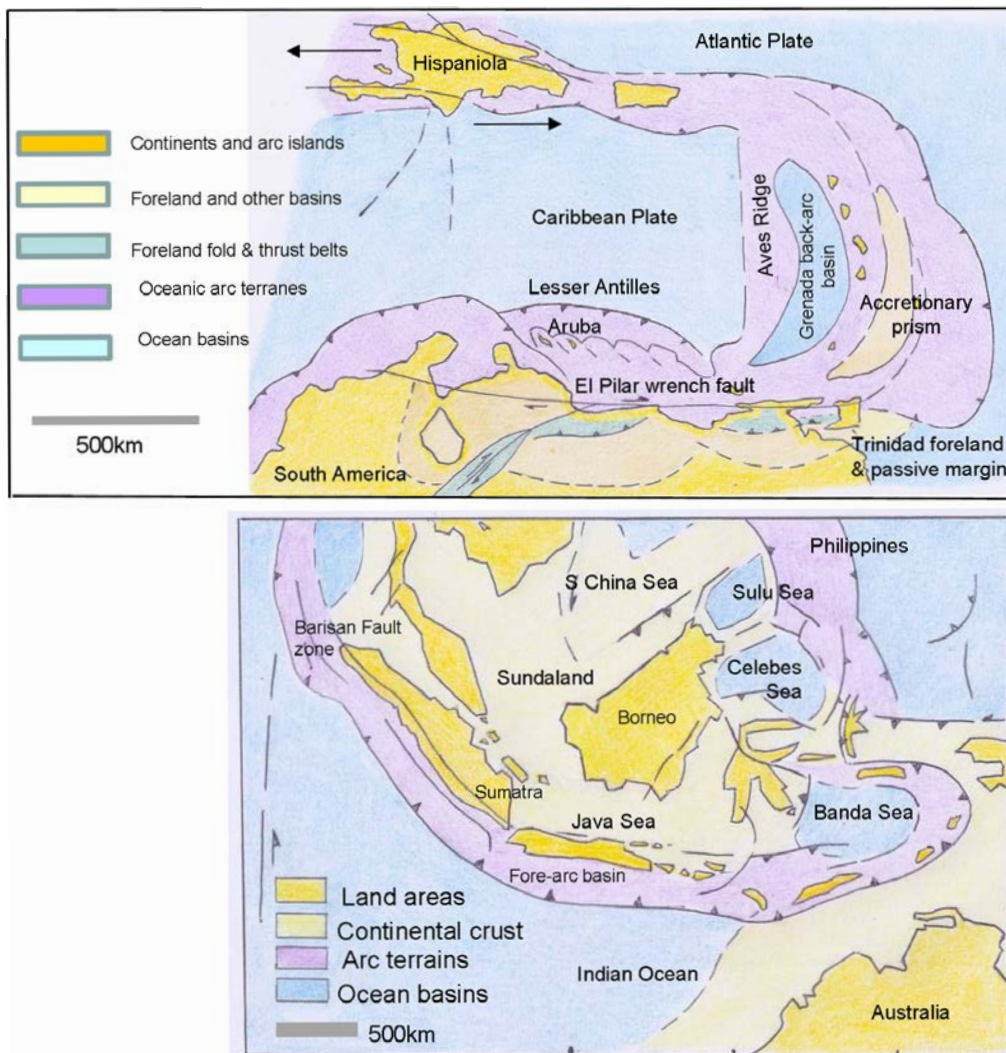 Atlantic Plate
Hispaniola
Continents and arc islands
Foreland and other basins
Foreland fold & thrust belts
Oceanic arc terranes
Ocean basins
500km
Caribbean Plate
Aves Ridge
Grenada back-arc
basin
Accretionary
prism
Lesser Antilles
Aruba
El Pilar wrench fault
South America
Trinidad foreland
& passive margin
Philippines
S China Sea
Sulu Sea
Barisan Fault
zone
Sundaland
Celebes
Sea
Borneo
Sumatra
Java Sea
Banda Sea
Fore-arc basin
Land areas
Continental crust
Arc terrains
Ocean basins
500km
Indian Ocean
Australia